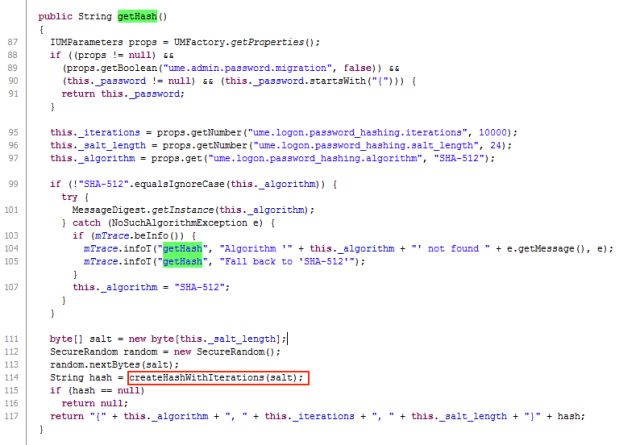 public String getHash()
{
87 IUMParameters props = UMFactory.getProperties();
88 if ((props != null) &&
89 (props.getBoolean("ume.admin.password.migration", false)) &&
90 (this._password != null) && (this._password.startsWith("{"))) {
91 return this._password;
}
95 this._iterations = props.getNumber("ume.logon.password_hashing.iterations", 10000);
96 this._salt_length = props.getNumber("ume.logon.password_hashing.salt_length", 24);
97 this._algorithm = props.get("ume.logon.password_hashing.algorithm", "SHA-512");
99 if (!"SHA-512".equalsIgnoreCase(this._algorithm)) {
try {
101 MessageDigest.getInstance(this._algorithm);
} catch (NoSuchAlgorithmException e) {
103 if (mTrace.beInfo()) {
104 mTrace.infoT("getHash", "Algorithm '" + this._algorithm + "' not found " + e.getMessage(), e);
105 mTrace.infoT("getHash", "Fall back to 'SHA-512'");
}
107 this._algorithm = "SHA-512";
}
}
111 byte[] salt = new byte[this._salt_length];
112 SecureRandom random = new SecureRandom();
113 random.nextBytes(salt);
114 String hash = createHashWithIterations(salt);
115 if (hash == null)
116 return null;
117 return "{" + this._algorithm + ", " + this._iterations + ", " + this._salt_length + "}" + hash;
}